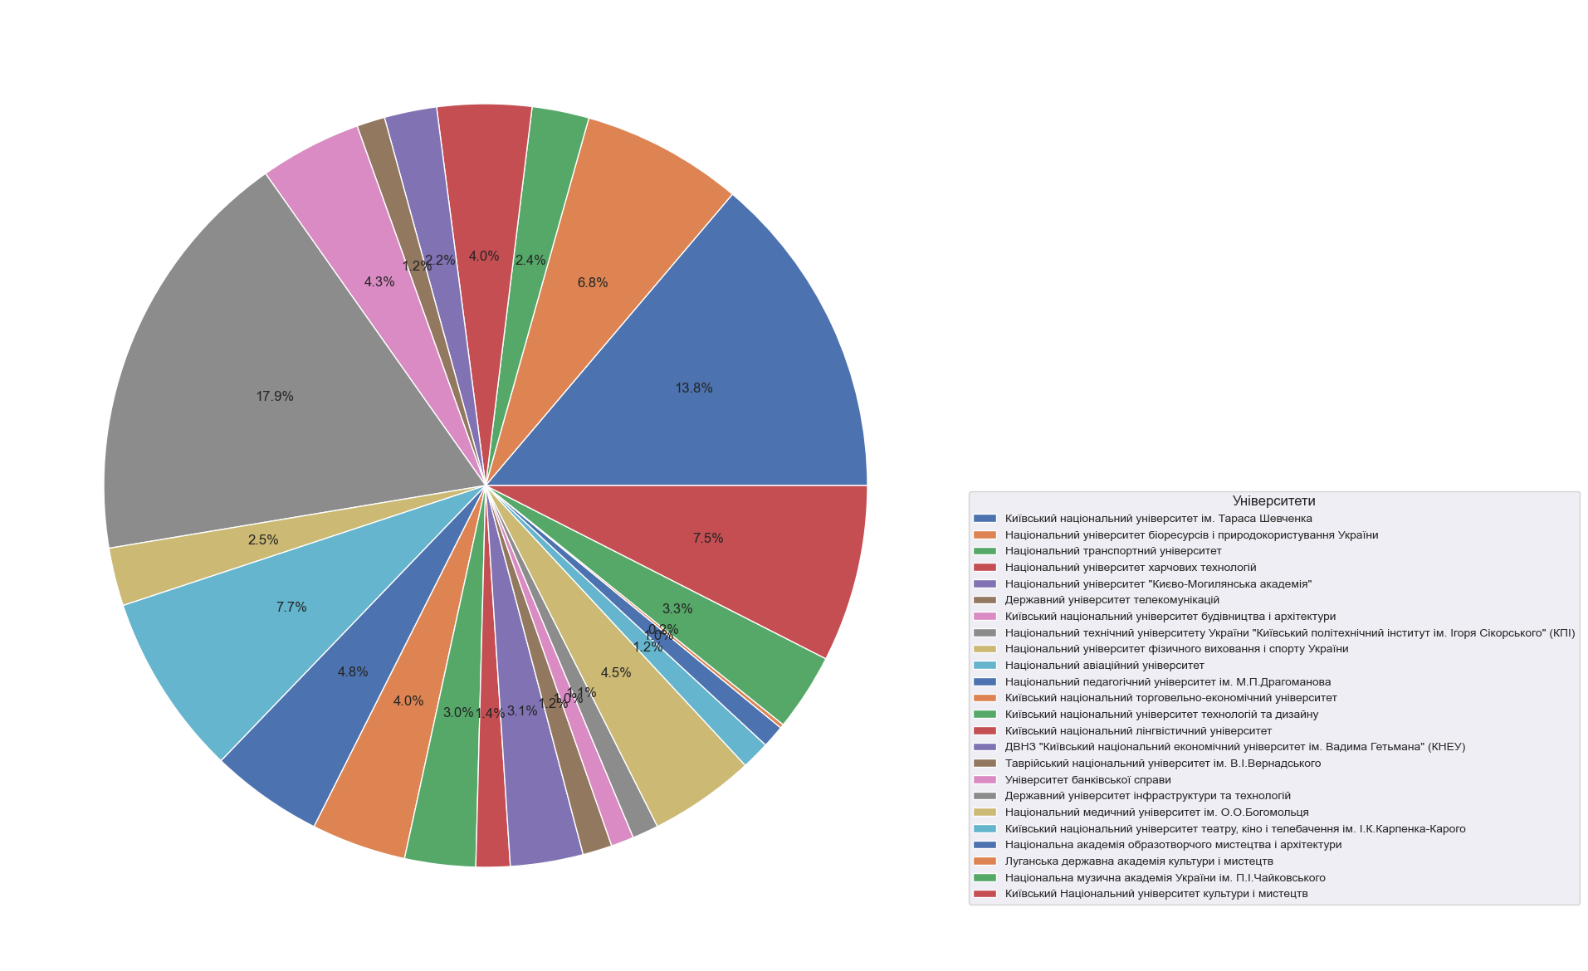 4.0%
2.4%
2.2%
1.2%
6.8%
4.3%
13.8%
17.9%
7.5%
2.5%
7.7%
3.3%
0.2%
1.0%
1.2%
4.8%
4.5%
1.1%
1.0%
1.2%
4.0%
3.0%
1.4%
3.1%
Університети
Київський національний університет ім. Тараса Шевченка
Національний університет біоресурсів і природокористування України
Національний транспортний університет
Національний університет харчових технологій
Національний університет "Києво-Могилянська академія"
Державний університет телекомунікацій
Київський національний університет будівництва і архітектури
Національний технічний університету України "Київський політехнічний інститут ім. Ігоря Сікорського" (КПІ)
Національний університет фізичного виховання і спорту України
Національний авіаційний університет
Національний педагогічний університет ім. М.П.Драгоманова
Київський національний торговельно-економічний університет
Київський національний університет технологій та дизайну
Київський національний лінгвістичний університет
ДВНЗ "Київський національний економічний університет ім. Вадима Гетьмана" (КНЕУ)
Таврійський національний університет ім. В.І.Вернадського
Університет банківської справи
Державний університет інфраструктури та технологій
Національний медичний університет ім. О.О.Богомольця
Київський національний університет театру, кіно і телебачення ім. І.К.Карпенка-Карого
Національна академія образотворчого мистецтва і архітектури
Луганська державна академія культури і мистецтв
Національна музична академія України ім. П.І.Чайковського
Київський Національний університет культури і мистецтв